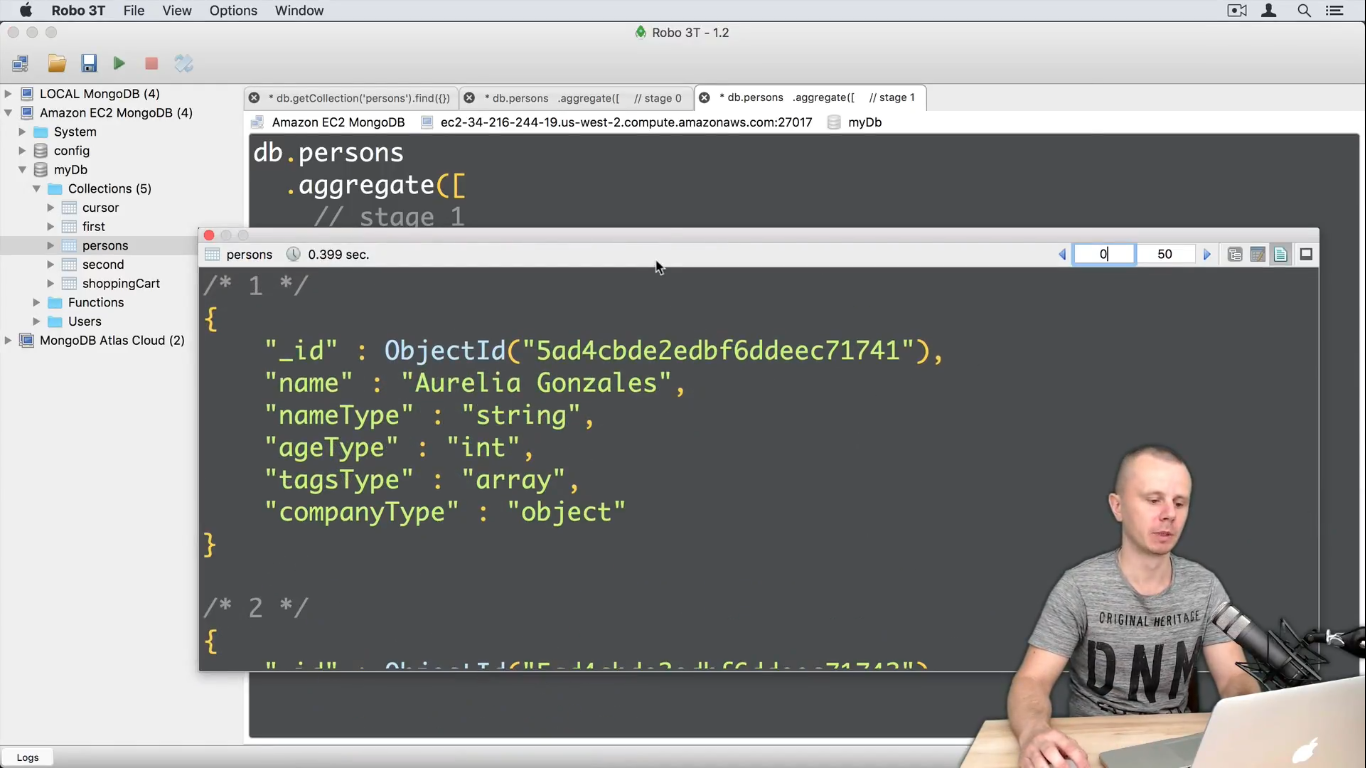 Robo 3T File View Options Window
Robo 3T - 1.2
LOCAL MongoDB (4)
Amazon EC2 MongoDB (4)
System
config
myDb
Collections (5)
cursor
first
persons
second
shoppingCart
Functions
Users
MongoDB Atlas Cloud (2)
* db.getCollection('persons').find({}) * db.persons .aggregate([ // stage 0 * db.persons .aggregate([ // stage 1
Amazon EC2 MongoDB ec2-34-216-244-19.us-west-2.compute.amazonaws.com:27017 myDb
db.persons
.aggregate([
// stage 1
persons 0.399 sec. 0 50
/* 1 */
{
"_id" : ObjectId("5ad4cbde2edbf6ddeec71741"),
"name" : "Aurelia Gonzales",
"nameType" : "string",
"ageType" : "int",
"tagsType" : "array",
"companyType" : "object"
}
/* 2 */
{
"_id" : ObjectId("5ad4cbde2edbf6ddeec71742")
ORIGINAL HERITAGE
DNM
Logs